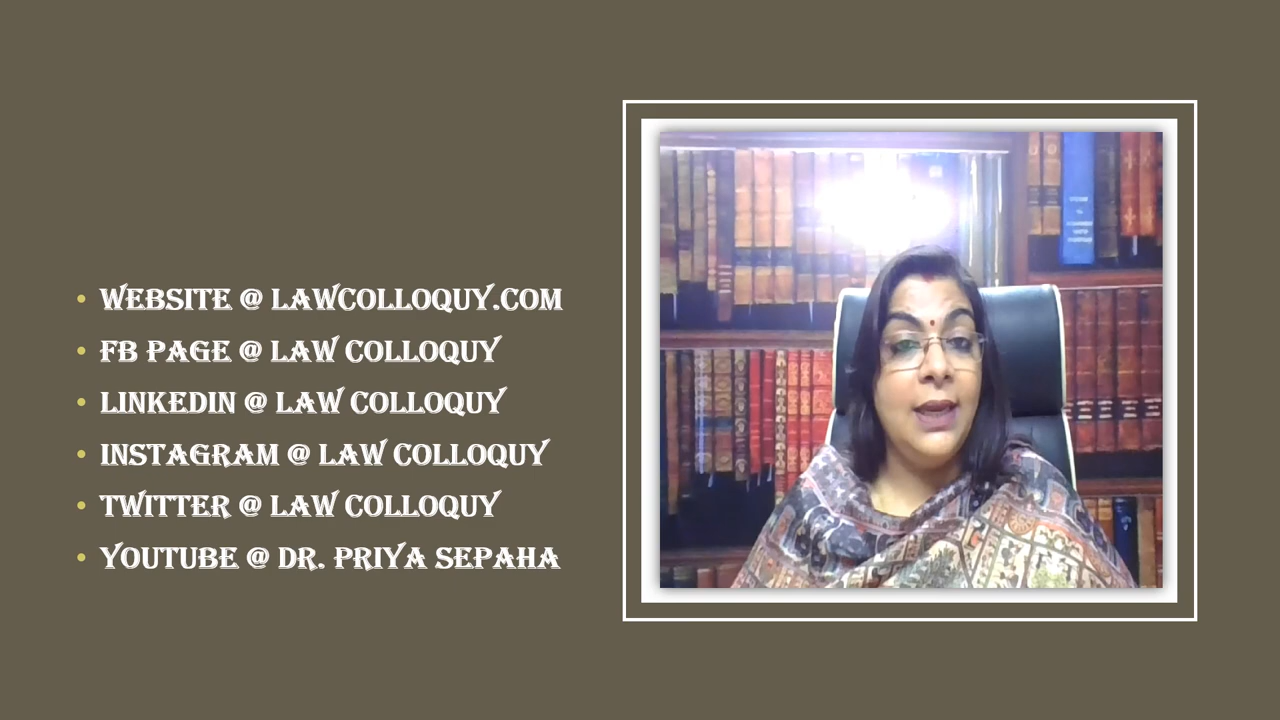 WEBSITE @ LAWCOLLOQUY.COM
FB PAGE @ LAW COLLOQUY
LINKEDIN @ LAW COLLOQUY
INSTAGRAM @ LAW COLLOQUY
TWITTER @ LAW COLLOQUY
YOUTUBE @ DR. PRIYA SEPAHA